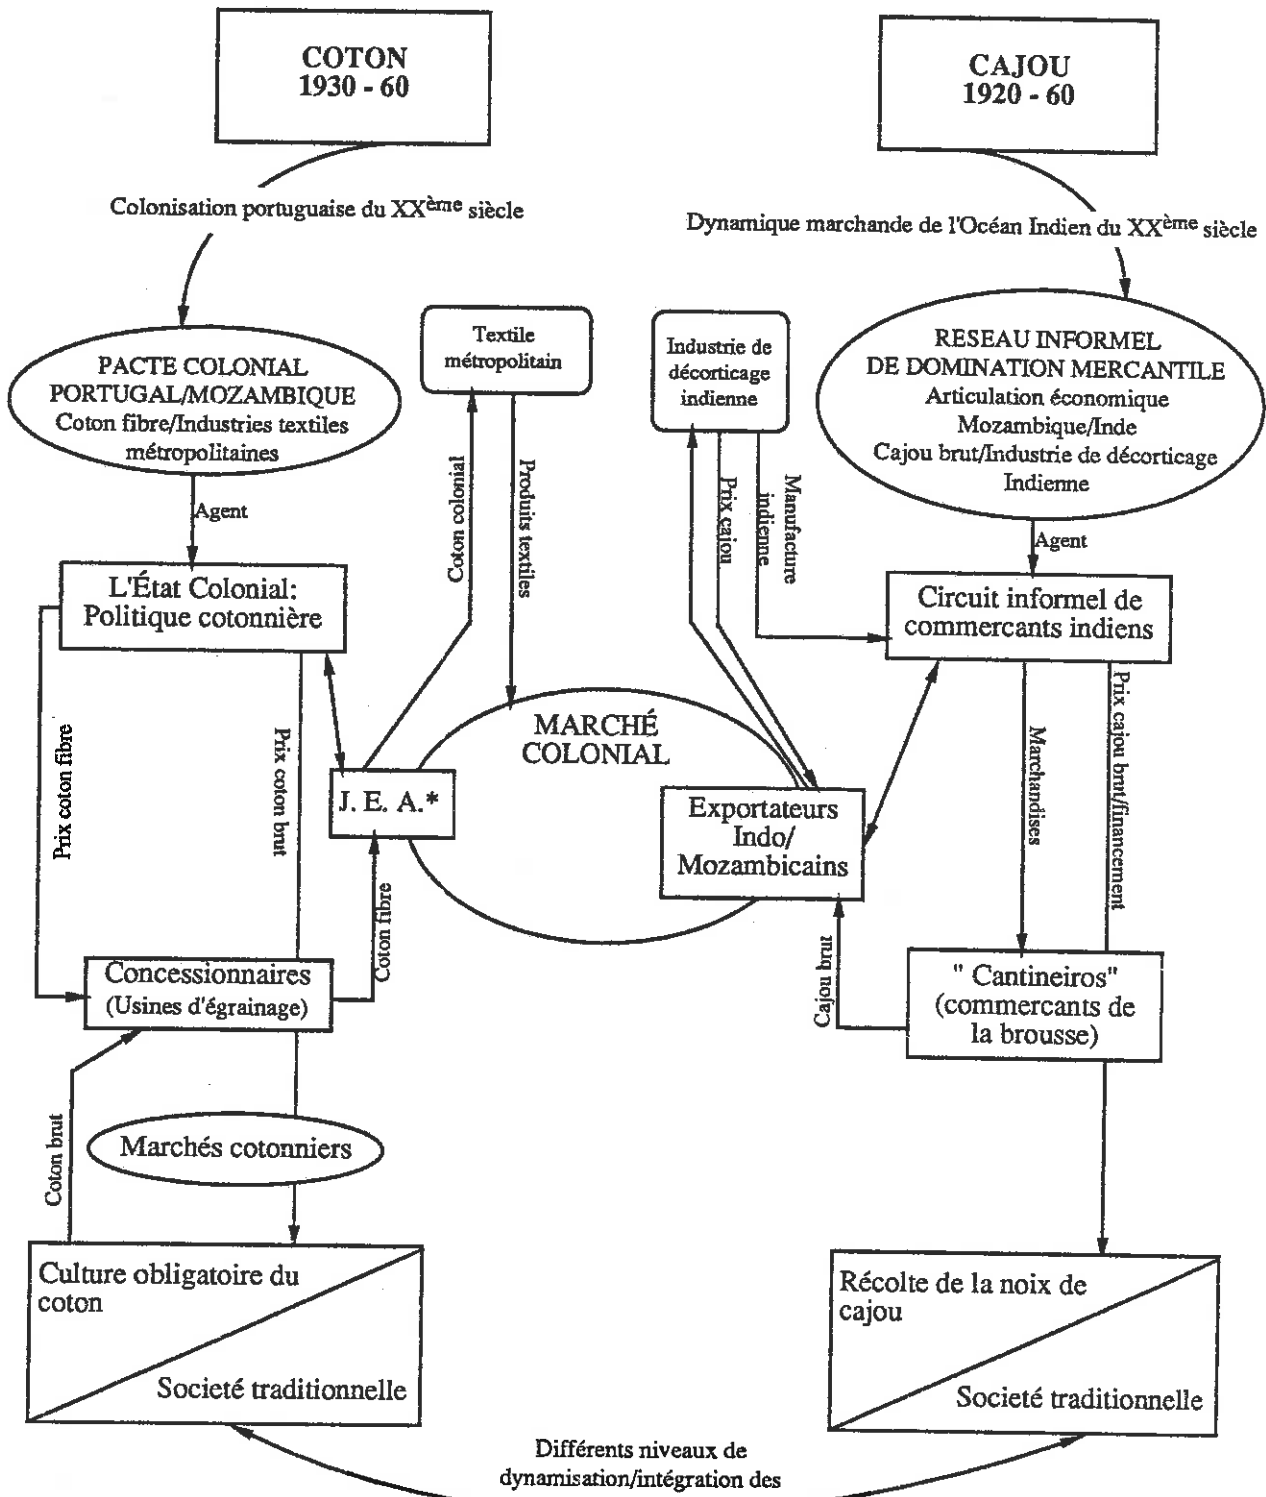 COTON
1930 - 60
CAJOU
1920 - 60
Colonisation portuguaise du XXème siècle
Dynamique marchande de l'Océan Indien du XXème siècle
PACTE COLONIAL
PORTUGAL/MOZAMBIQUE
Coton fibre/Industries textiles
métropolitaines
Textile
métropolitain
Industrie de
décorticage
indienne
RESEAU INFORMEL
DE DOMINATION MERCANTILE
Articulation économique
Mozambique/Inde
Cajou brut/Industrie de décorticage
Indienne
Agent
Coton colonial
Produits textiles
Prix cajou
Manufacture
indienne
Agent
L'État Colonial:
Politique cotonnière
Circuit informel de
commercants indiens
Prix coton fibre
Prix coton brut
J. E. A.*
MARCHÉ
COLONIAL
Exportateurs
Indo/
Mozambicains
Marchandises
Prix cajou brut/financement
Coton fibre
Cajou brut
Concessionnaires
(Usines d'égrainage)
" Cantineiros"
(commercants de
la brousse)
Coton brut
Marchés cotonniers
Culture obligatoire du
coton
Societé traditionnelle
Récolte de la noix de
cajou
Societé traditionnelle
Différents niveaux de
dynamisation/intégration des